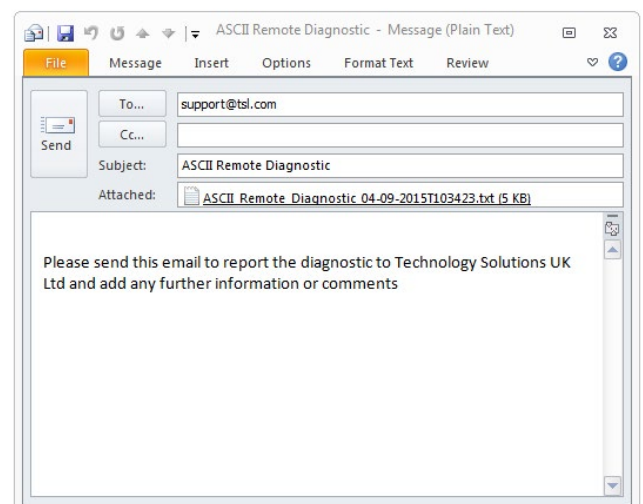 ASCII Remote Diagnostic - Message (Plain Text)
File Message Insert Options Format Text Review
Send
To... support@tsl.com
Cc...
Subject: ASCII Remote Diagnostic
Attached: ASCII_Remote_Diagnostic_04-09-2015T103423.txt (5 KB)
Please send this email to report the diagnostic to Technology Solutions UK
Ltd and add any further information or comments